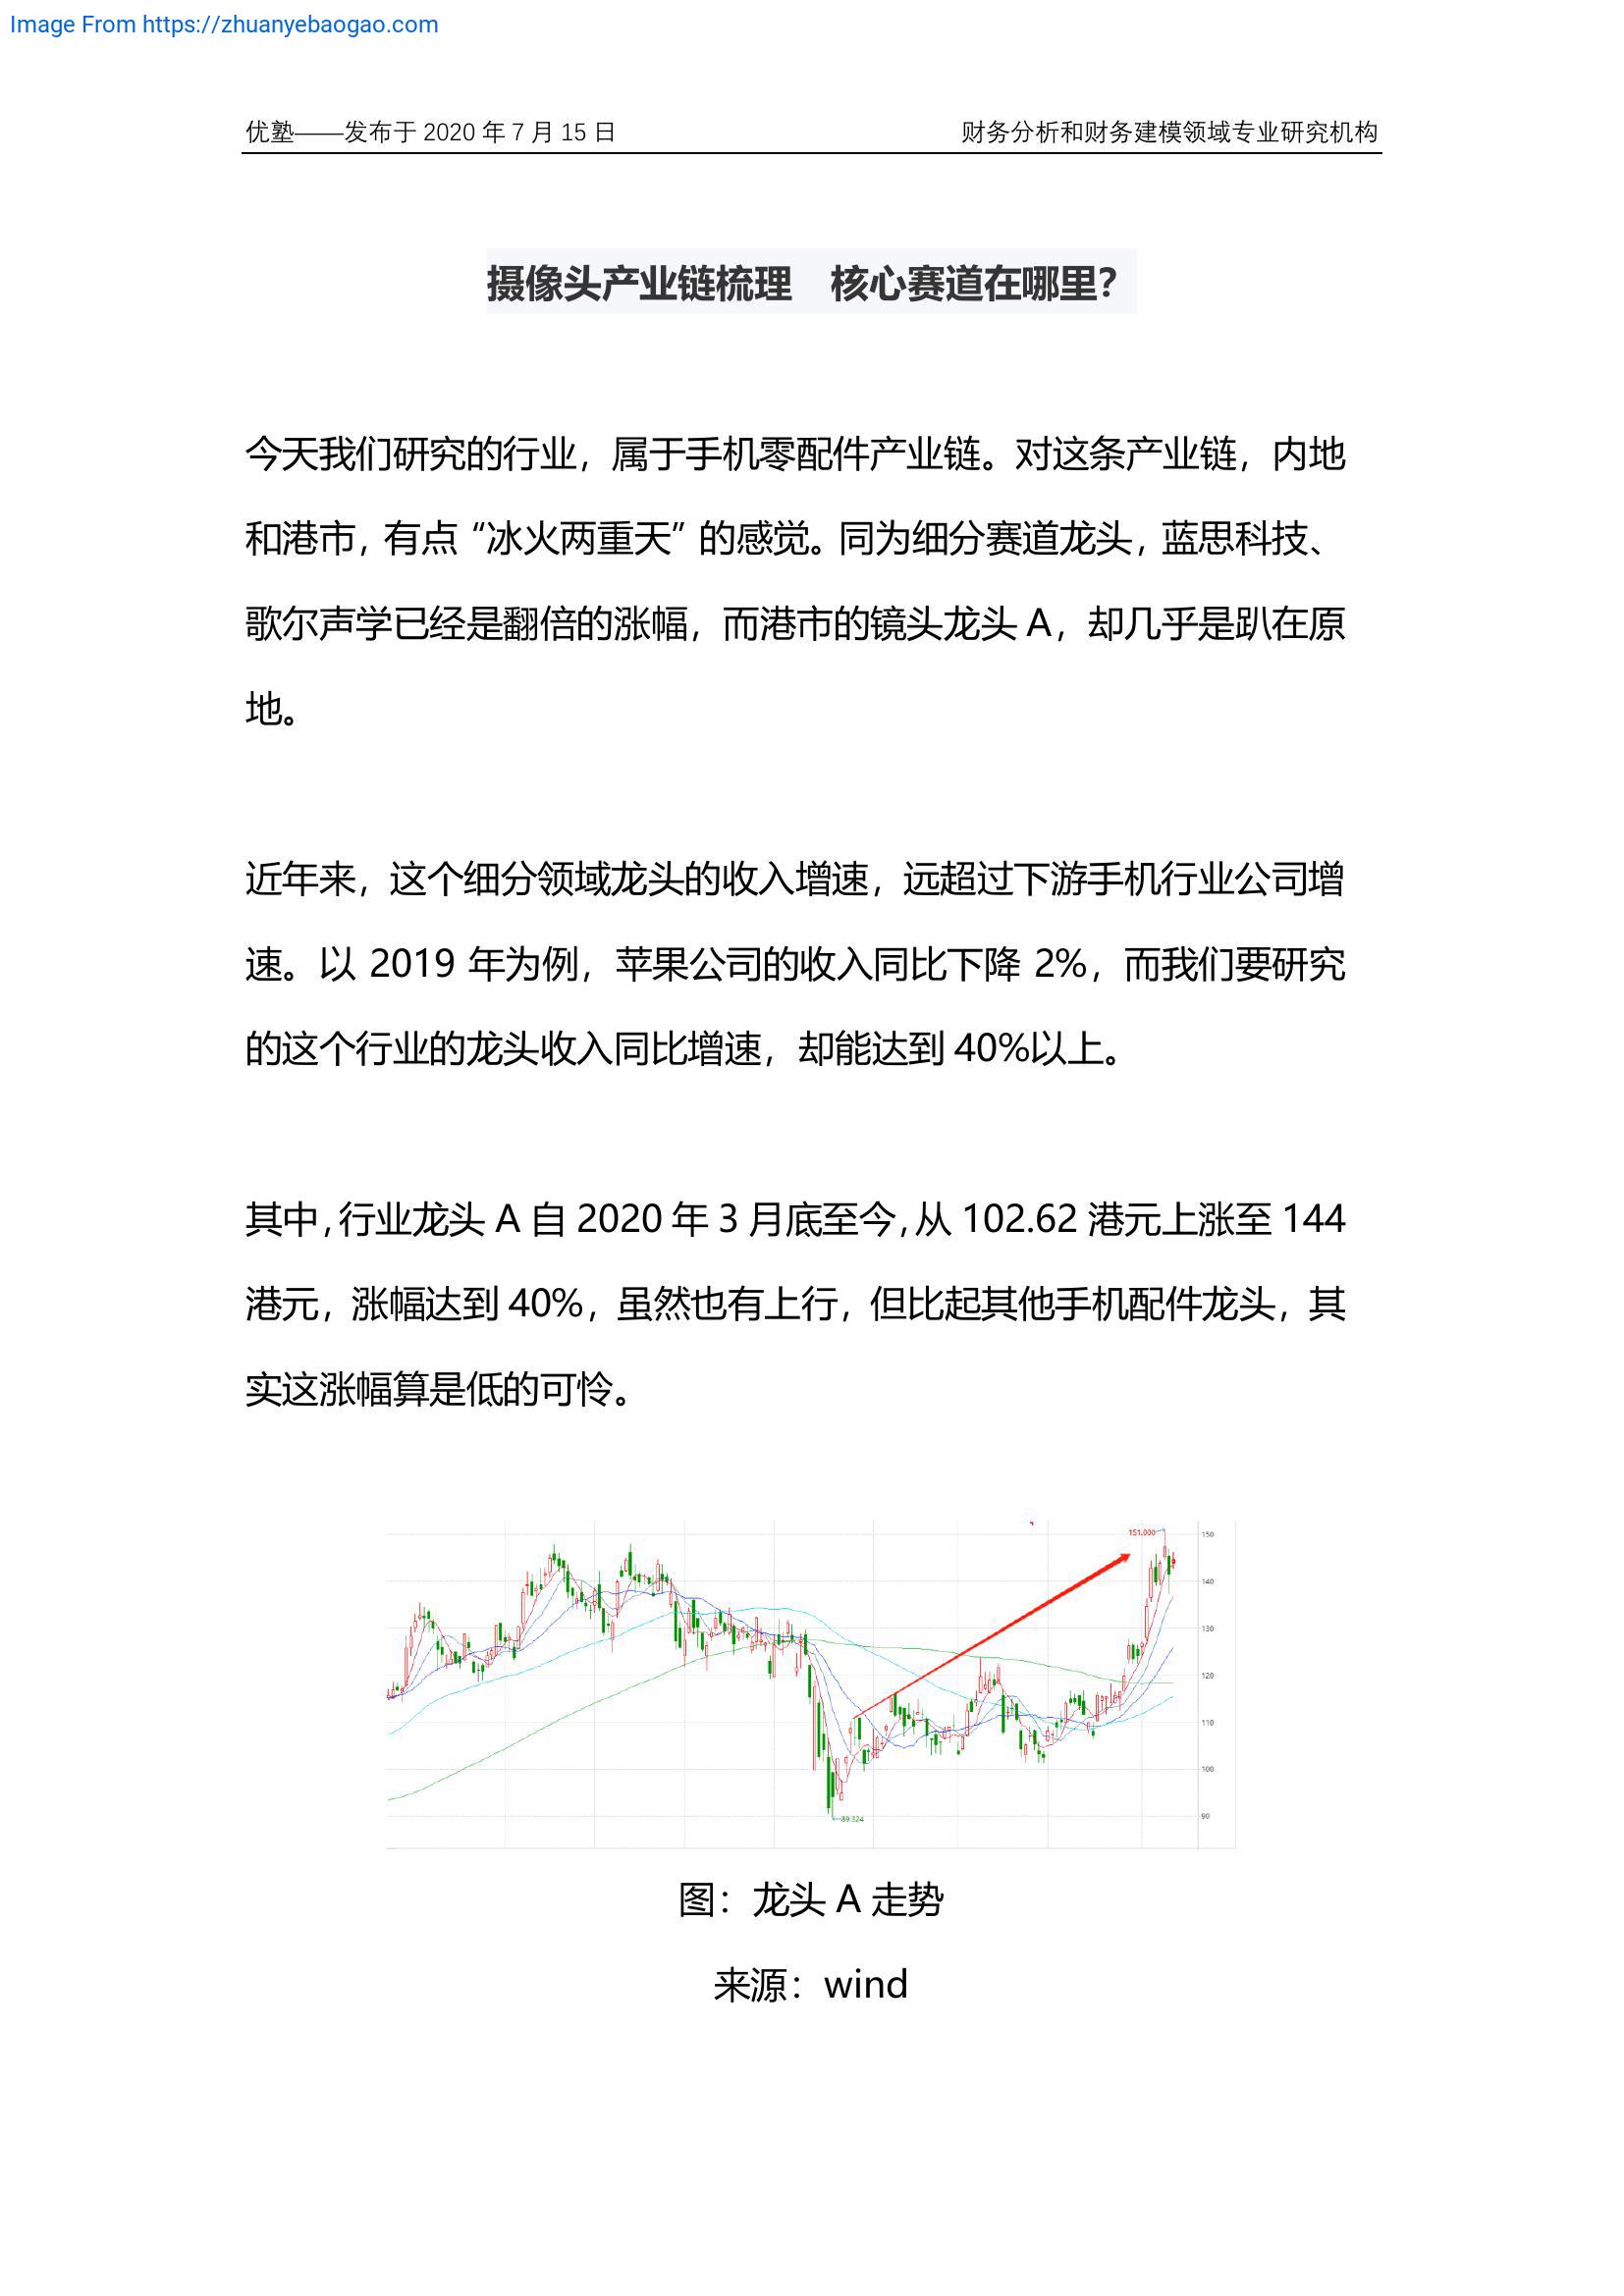 Image From https://zhuanyebaogao.com
优塾——发布于 2020 年 7 月 15 日 财务分析和财务建模领域专业研究机构
摄像头产业链梳理 核心赛道在哪里？
今天我们研究的行业，属于手机零配件产业链。对这条产业链，内地
和港市，有点“冰火两重天”的感觉。同为细分赛道龙头，蓝思科技、
歌尔声学已经是翻倍的涨幅，而港市的镜头龙头 A，却几乎是趴在原
地。
近年来，这个细分领域龙头的收入增速，远超过下游手机行业公司增
速。以 2019 年为例，苹果公司的收入同比下降 2%，而我们要研究
的这个行业的龙头收入同比增速，却能达到 40%以上。
其中，行业龙头 A 自 2020 年 3 月底至今，从 102.62 港元上涨至 144
港元，涨幅达到 40%，虽然也有上行，但比起其他手机配件龙头，其
实这涨幅算是低的可怜。
151.000
150
140
130
120
110
100
90
89.324
图：龙头 A 走势
来源：wind